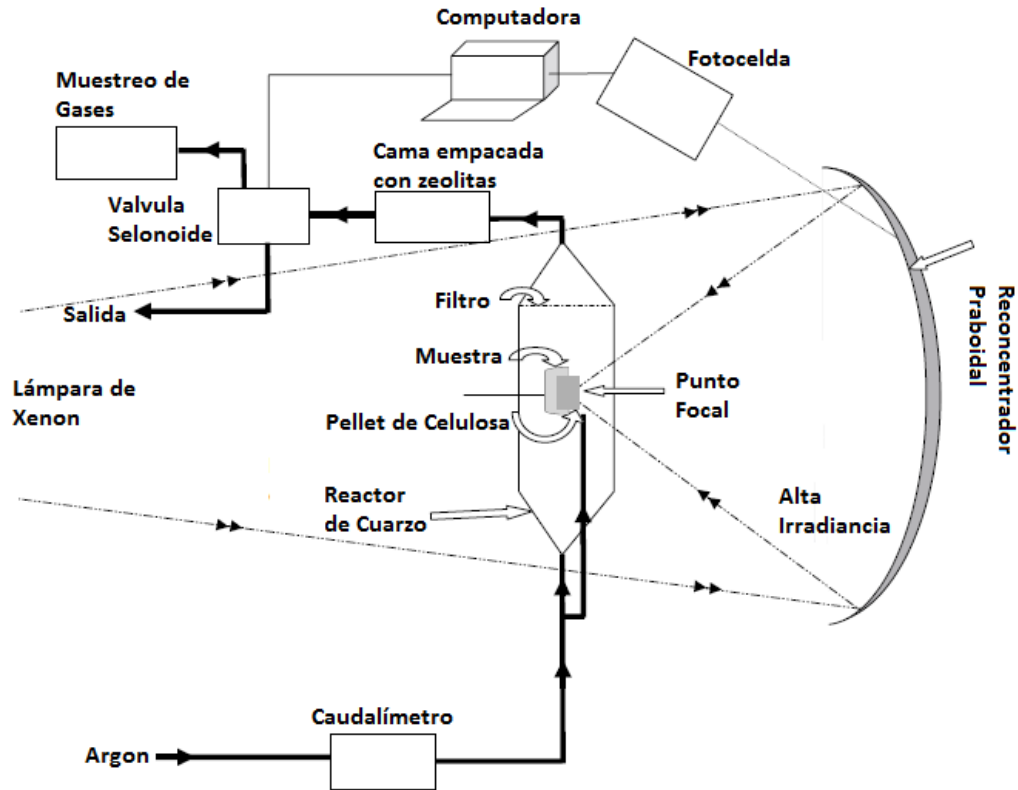 Computadora
Fotocelda
Muestreo de
Gases
Cama empacada
con zeolitas
Valvula
Selonoide
Filtro
Salida
Muestra
Punto
Focal
Reconcentrador
Praboidal
Lámpara de
Xenon
Pellet de Celulosa
Reactor
de Cuarzo
Alta
Irradiancia
Caudalímetro
Argon